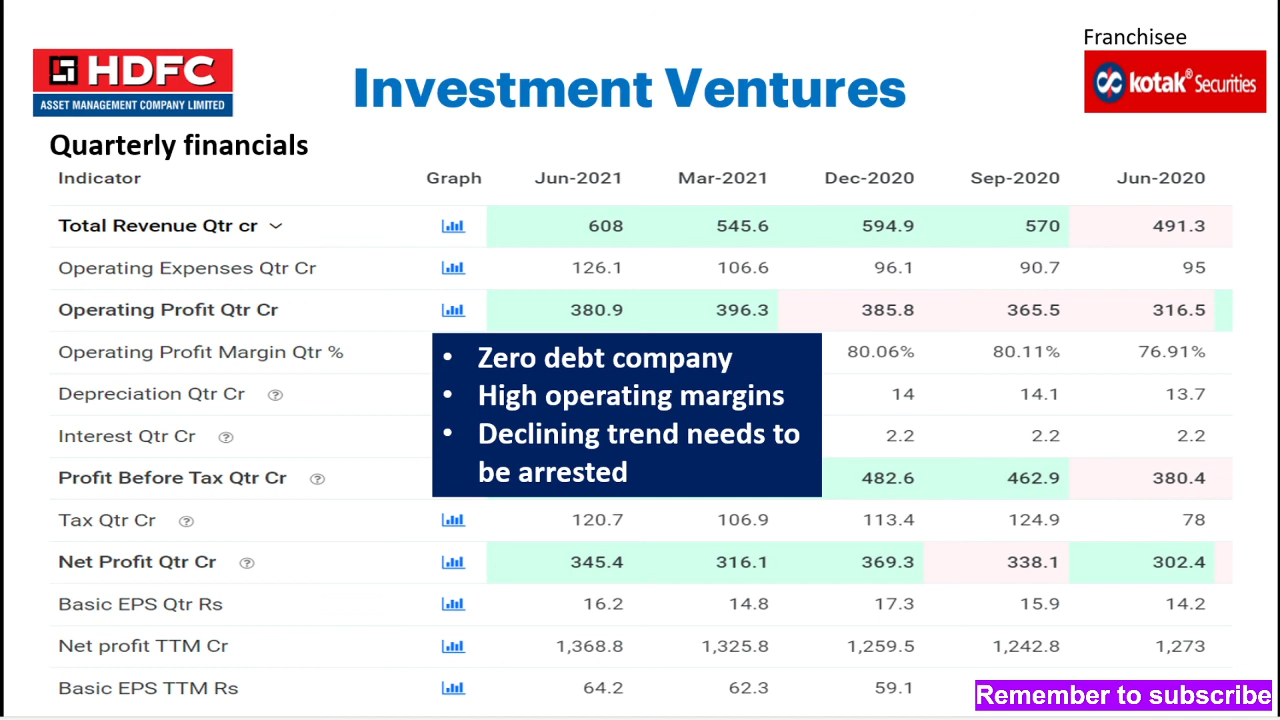 Franchisee
HDFC
ASSET MANAGEMENT COMPANY LIMITED
Investment Ventures
kotak® Securities
Quarterly financials
Indicator Graph Jun-2021 Mar-2021 Dec-2020 Sep-2020 Jun-2020
Total Revenue Qtr cr 608 545.6 594.9 570 491.3
Operating Expenses Qtr Cr 126.1 106.6 96.1 90.7 95
Operating Profit Qtr Cr 380.9 396.3 385.8 365.5 316.5
Operating Profit Margin Qtr % 80.06% 80.11% 76.91%
Depreciation Qtr Cr ? 14 14.1 13.7
Interest Qtr Cr ? 2.2 2.2 2.2
Profit Before Tax Qtr Cr ? 482.6 462.9 380.4
• Zero debt company
• High operating margins
• Declining trend needs to
be arrested
Tax Qtr Cr ? 120.7 106.9 113.4 124.9 78
Net Profit Qtr Cr ? 345.4 316.1 369.3 338.1 302.4
Basic EPS Qtr Rs 16.2 14.8 17.3 15.9 14.2
Net profit TTM Cr 1,368.8 1,325.8 1,259.5 1,242.8 1,273
Basic EPS TTM Rs 64.2 62.3 59.1
Remember to subscribe